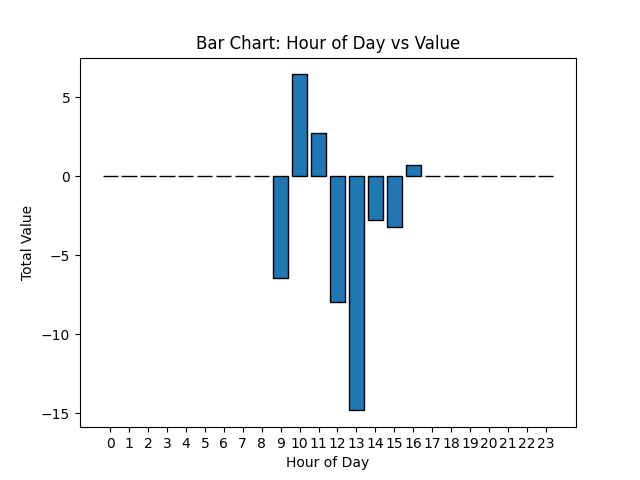 Bar Chart: Hour of Day vs Value
Total Value
5
0
−5
−10
−15
0 1 2 3 4 5 6 7 8 9 10 11 12 13 14 15 16 17 18 19 20 21 22 23
Hour of Day